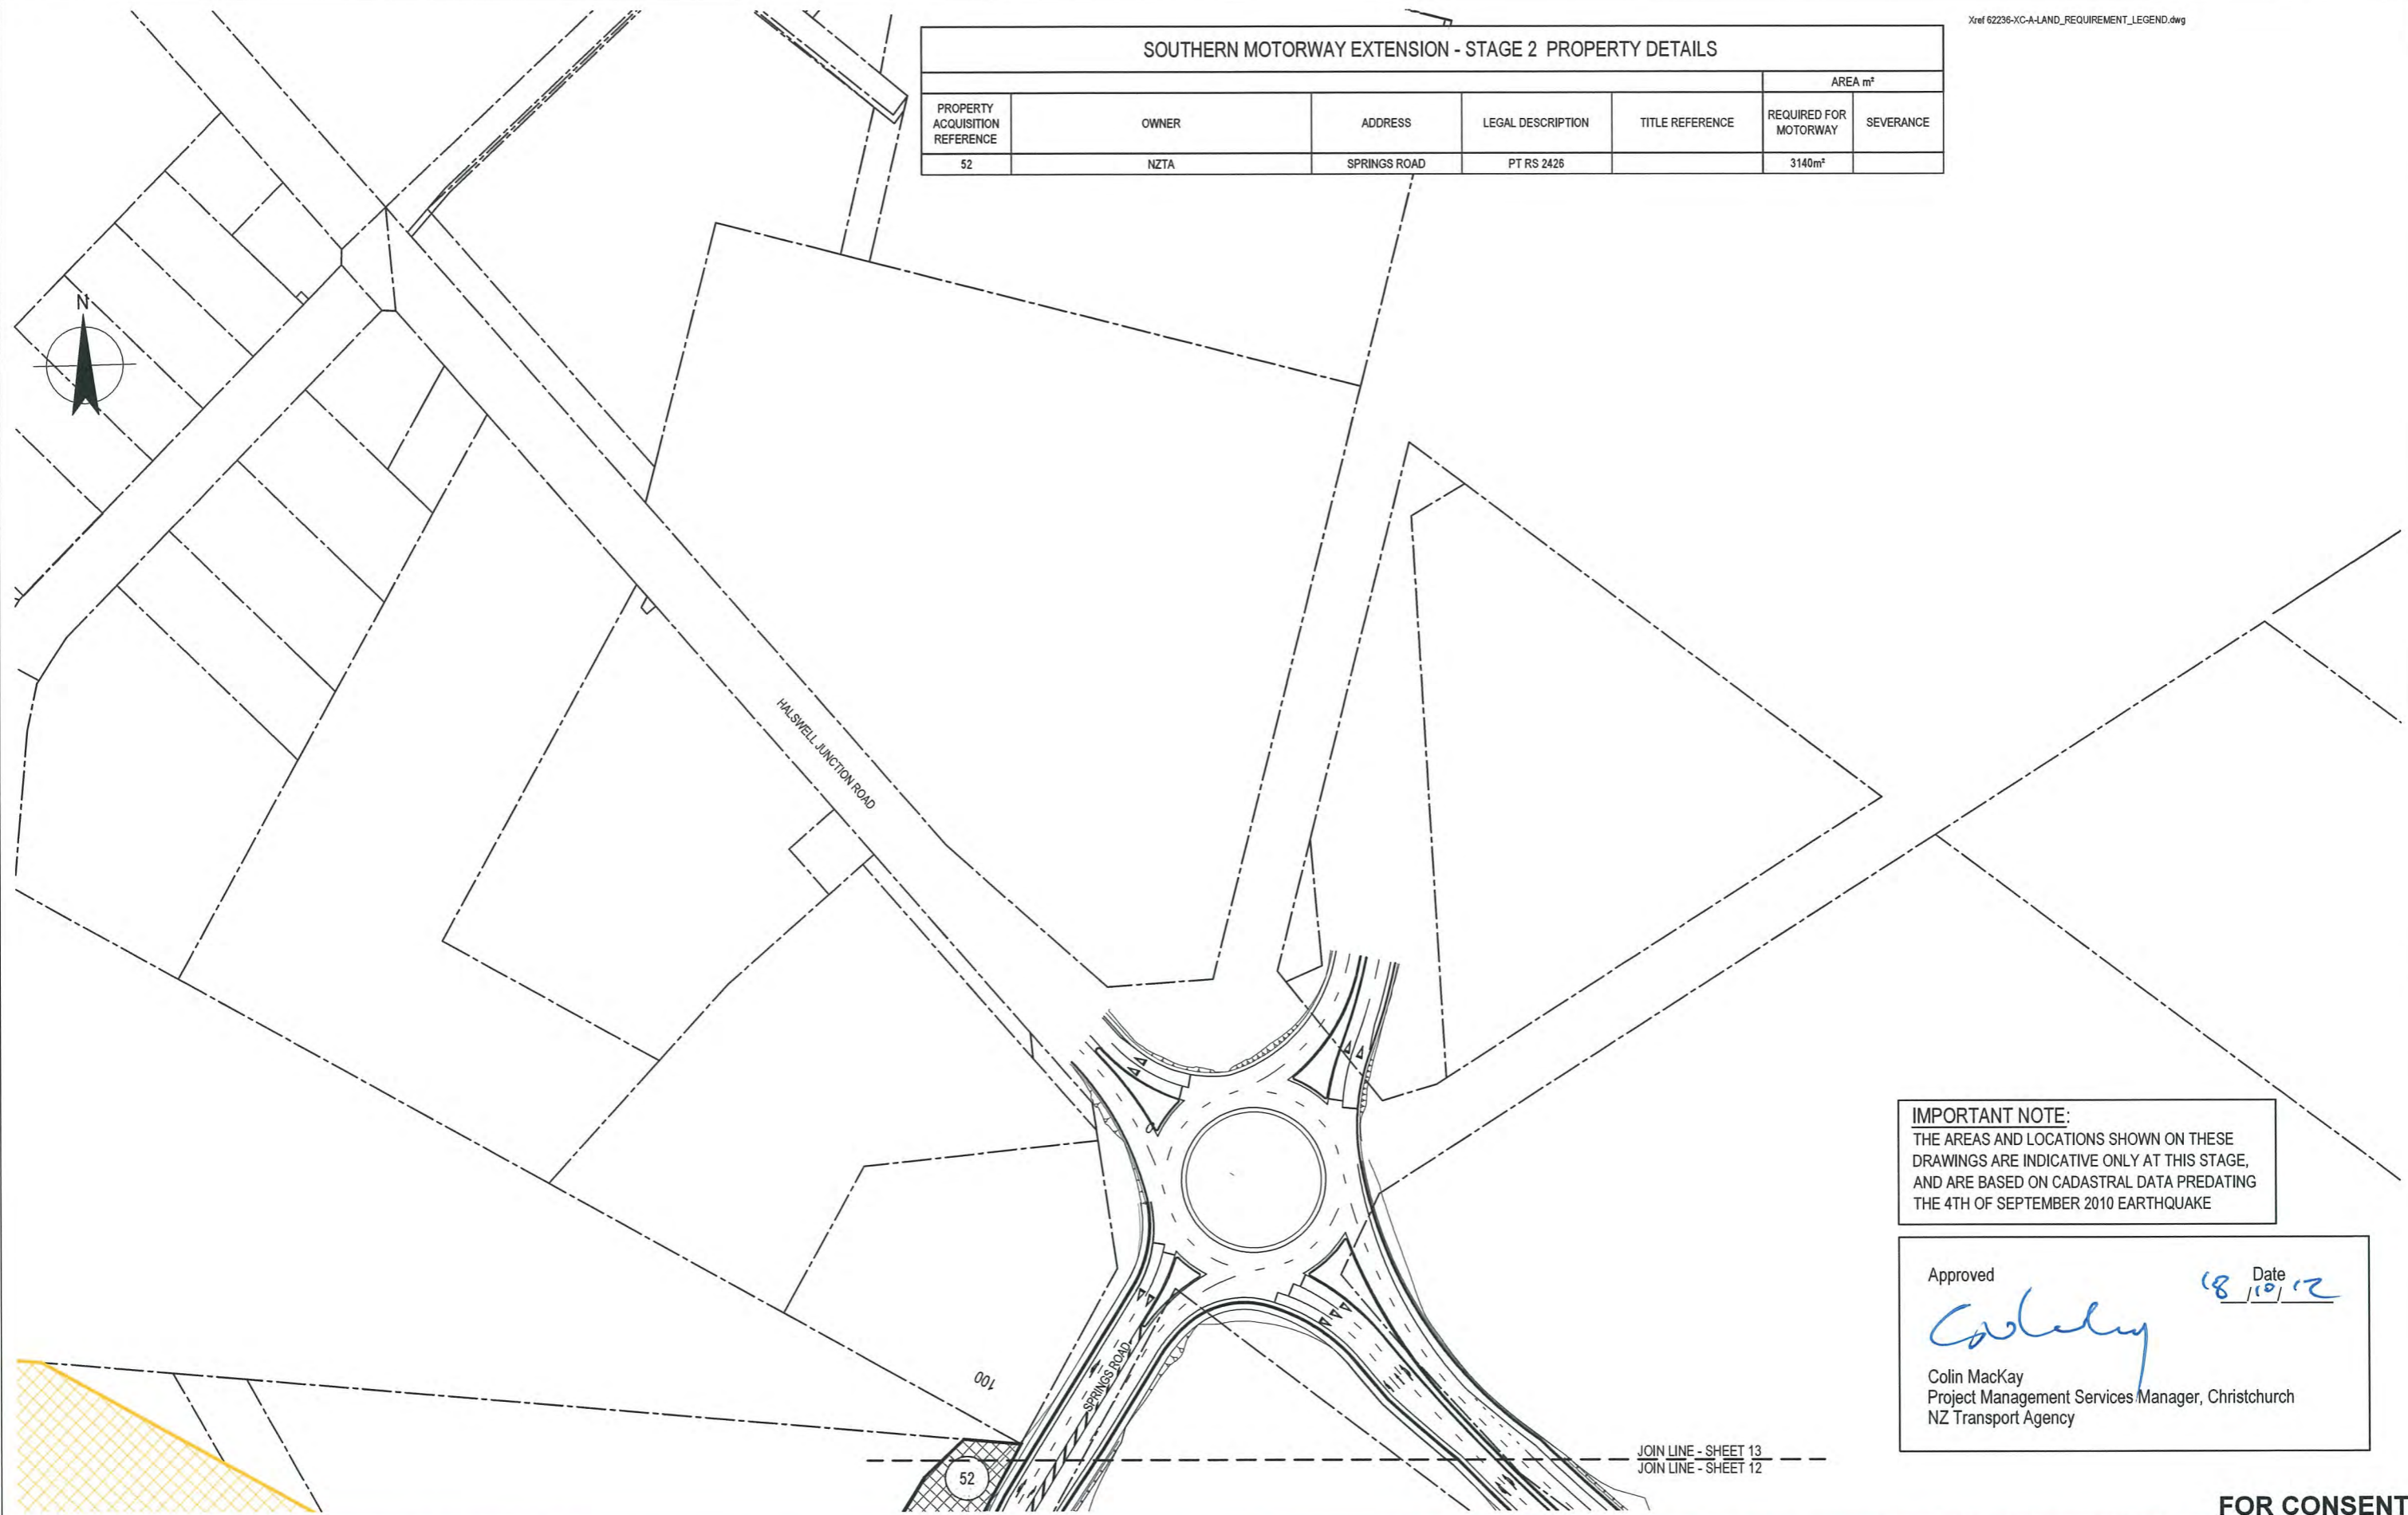 Xref 62236-XC-A-LAND_REQUIREMENT_LEGEND.dwg
SOUTHERN MOTORWAY EXTENSION - STAGE 2 PROPERTY DETAILS
AREA m²
PROPERTY ACQUISITION REFERENCE
OWNER
ADDRESS
LEGAL DESCRIPTION
TITLE REFERENCE
REQUIRED FOR MOTORWAY
SEVERANCE
52
NZTA
SPRINGS ROAD
PT RS 2426
3140m²
N
HALSWELL JUNCTION ROAD
SPRINGS ROAD
100
52
JOIN LINE - SHEET 13
JOIN LINE - SHEET 12
IMPORTANT NOTE:
THE AREAS AND LOCATIONS SHOWN ON THESE
DRAWINGS ARE INDICATIVE ONLY AT THIS STAGE,
AND ARE BASED ON CADASTRAL DATA PREDATING
THE 4TH OF SEPTEMBER 2010 EARTHQUAKE
Approved
Date
18/10/12
Colin MacKay
Project Management Services Manager, Christchurch
NZ Transport Agency
FOR CONSENT